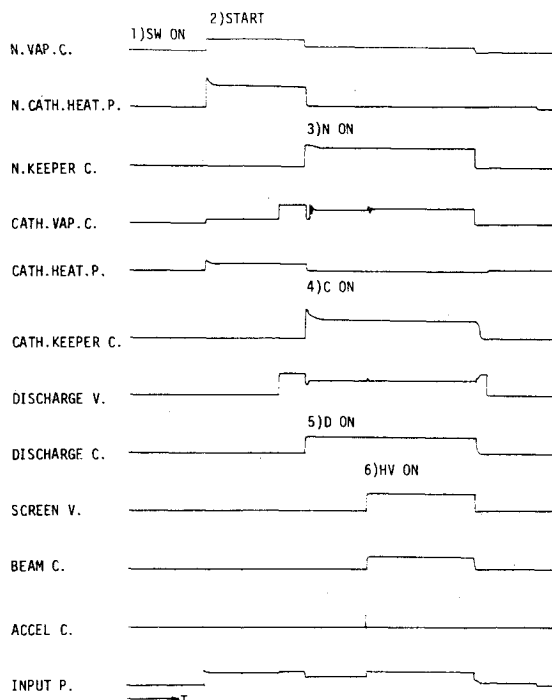 2)START
1)SW ON
N.VAP.C.
N.CATH.HEAT.P.
3)N ON
N.KEEPER C.
CATH.VAP.C.
CATH.HEAT.P.
4)C ON
CATH.KEEPER C.
DISCHARGE V.
5)D ON
DISCHARGE C.
6)HV ON
SCREEN V.
BEAM C.
ACCEL C.
INPUT P.
T